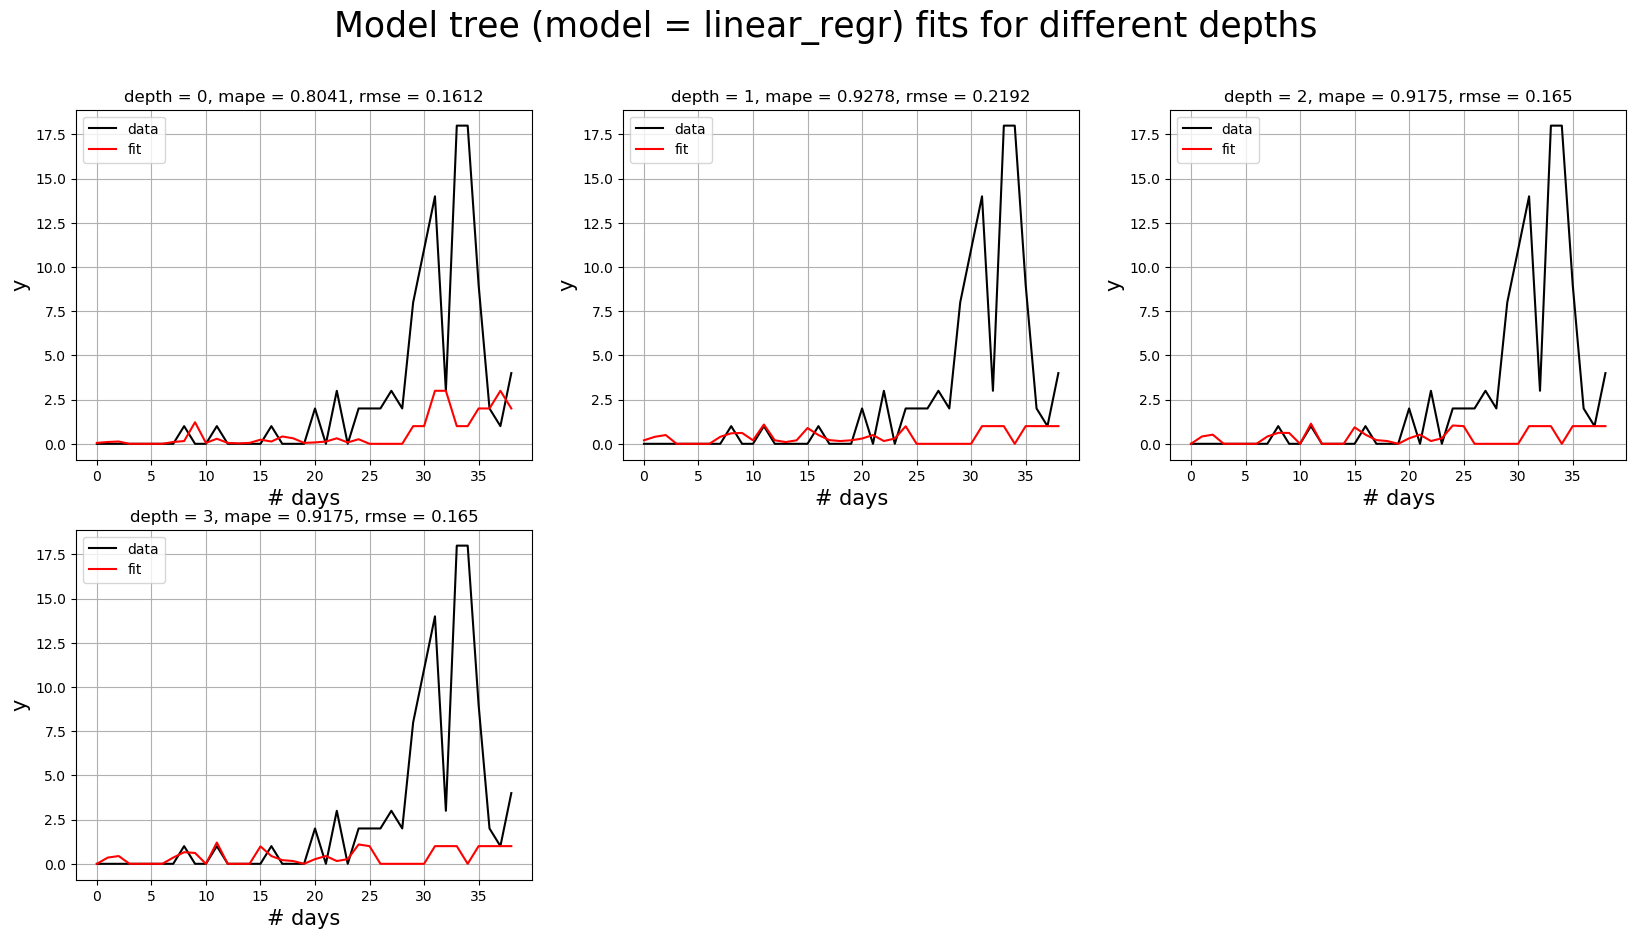 Model tree (model = linear_regr) fits for different depths
depth = 0, mape = 0.8041, rmse = 0.1612
data
fit
17.5
15.0
12.5
10.0
7.5
5.0
2.5
0.0
y
0 5 10 15 20 25 30 35
# days
depth = 1, mape = 0.9278, rmse = 0.2192
data
fit
17.5
15.0
12.5
10.0
7.5
5.0
2.5
0.0
y
0 5 10 15 20 25 30 35
# days
depth = 2, mape = 0.9175, rmse = 0.165
data
fit
17.5
15.0
12.5
10.0
7.5
5.0
2.5
0.0
y
0 5 10 15 20 25 30 35
# days
depth = 3, mape = 0.9175, rmse = 0.165
data
fit
17.5
15.0
12.5
10.0
7.5
5.0
2.5
0.0
y
0 5 10 15 20 25 30 35
# days